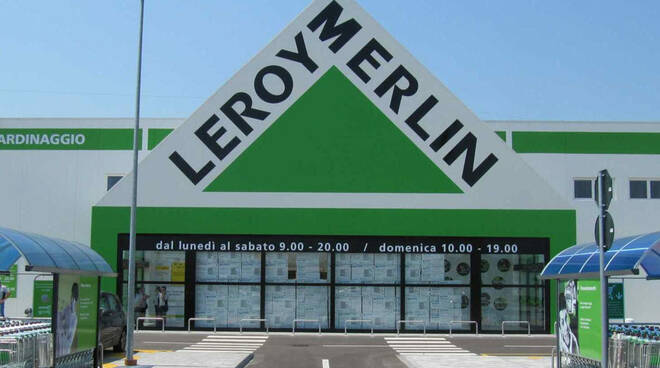 LEROY MERLIN
ARDINAGGIO
dal lunedì al sabato 9.00 - 20.00 / domenica 10.00 - 19.00